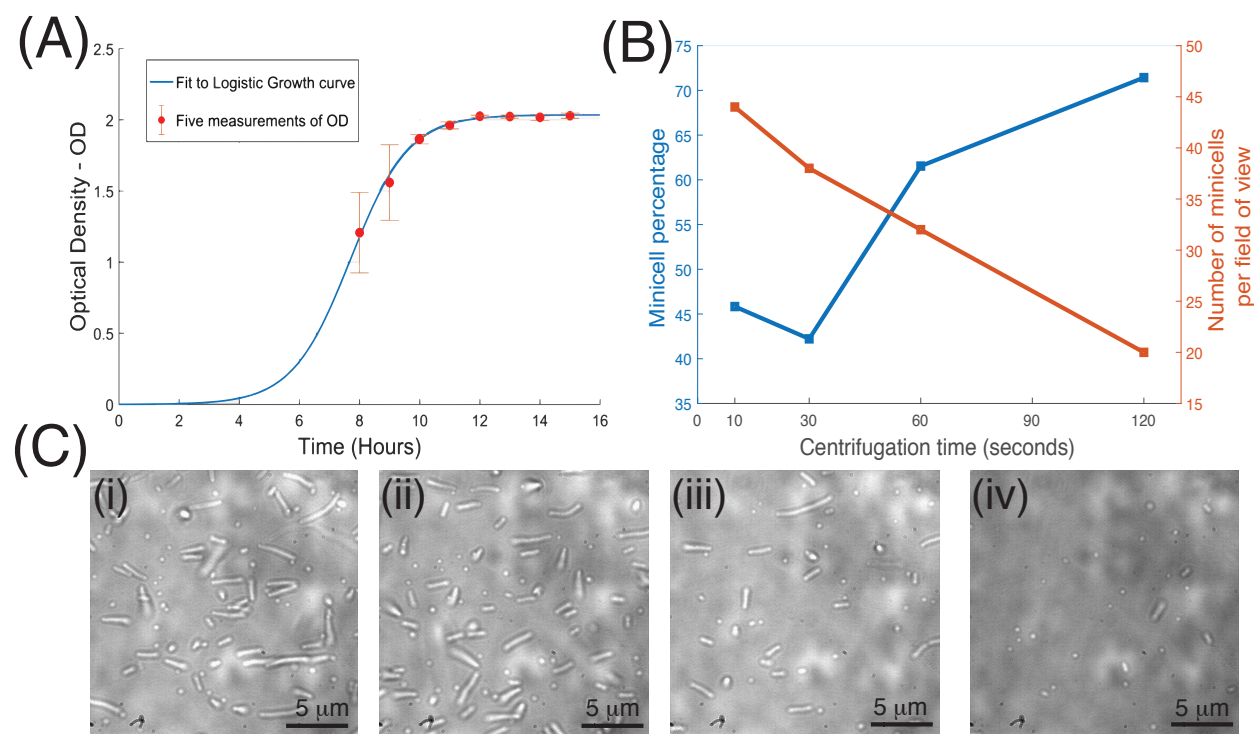 (A)
2.5
2
1.5
1
0.5
0
Optical Density - OD
Fit to Logistic Growth curve
Five measurements of OD
0 2 4 6 8 10 12 14 16
Time (Hours)
(B)
75
70
65
60
55
50
45
40
35
Minicell percentage
50
45
40
35
30
25
20
15
Number of minicells
per field of view
0 10 30 60 90 120
Centrifugation time (seconds)
(C)
(i)
5 μm
(ii)
5 μm
(iii)
5 μm
(iv)
5 μm